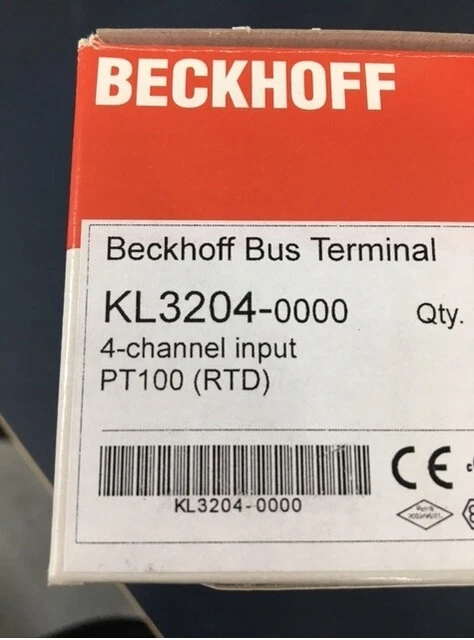 BECKHOFF
Beckhoff Bus Terminal
KL3204-0000 Qty.
4-channel input
PT100 (RTD)
KL3204-0000
CE